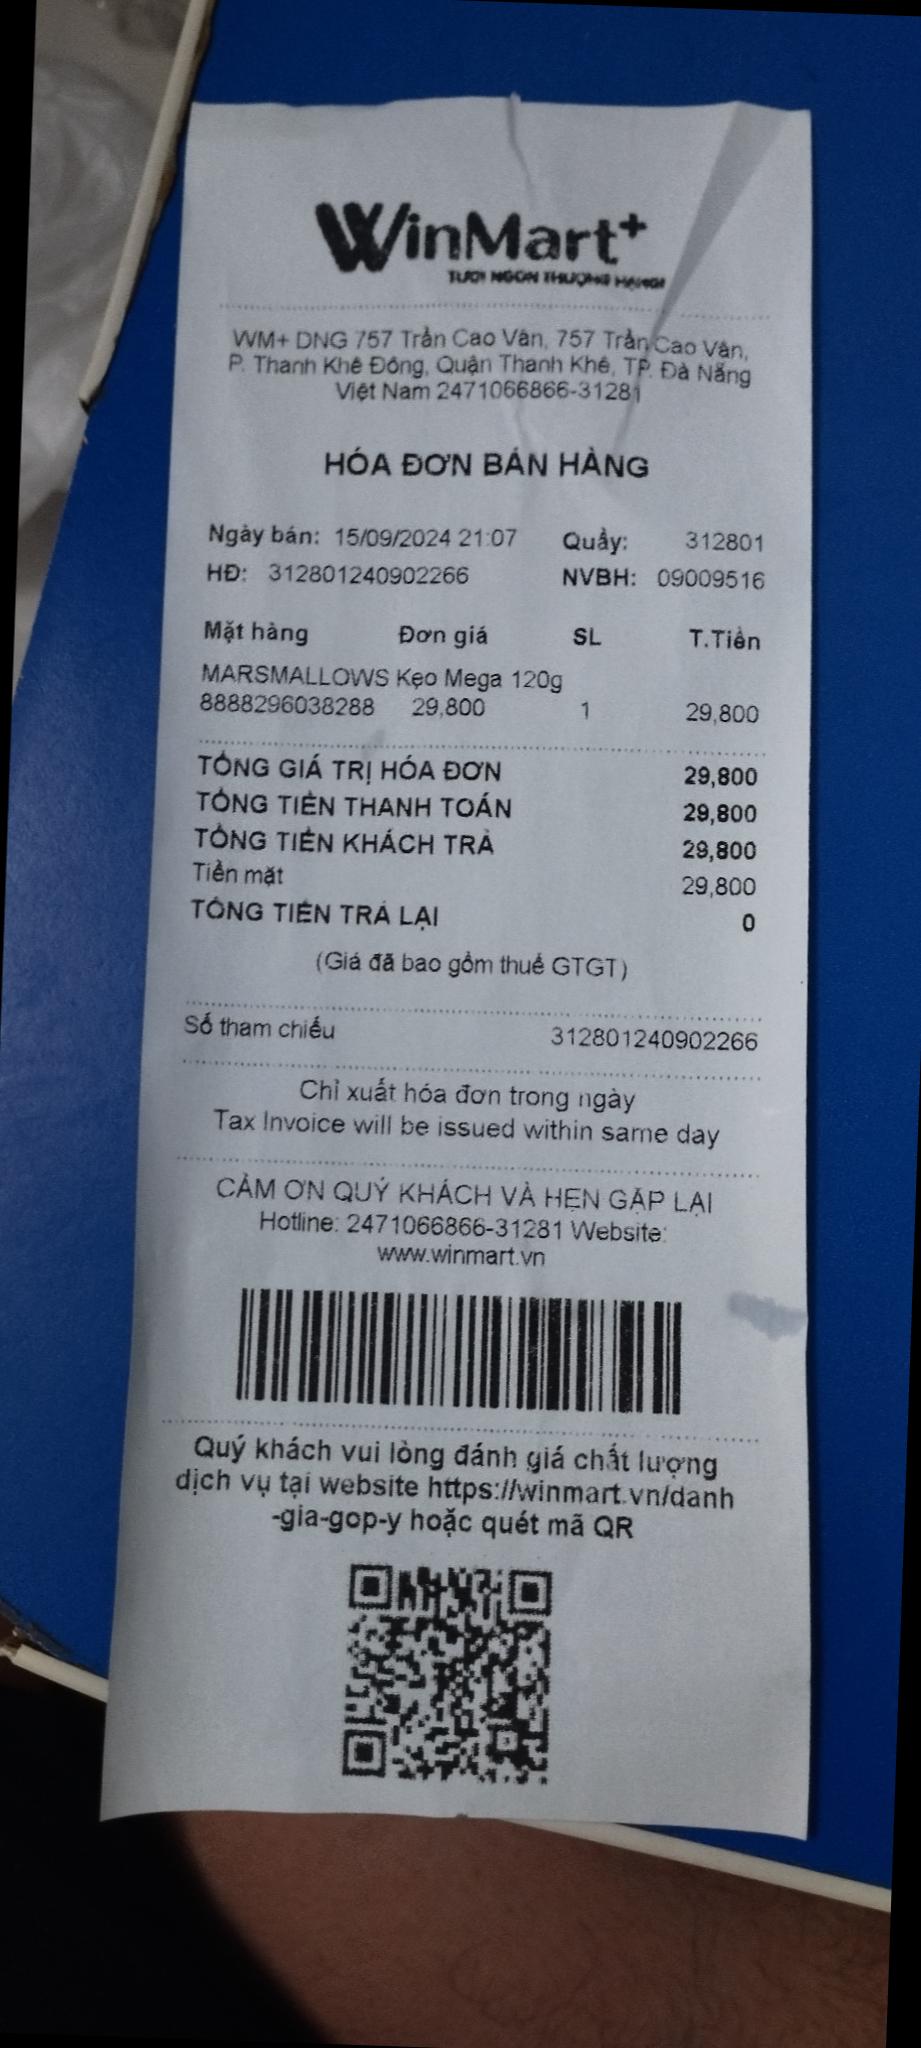 WinMart+
TƯƠI NGON THƯỢNG HẠNG!
WM+ DNG 757 Trần Cao Vân, 757 Trần Cao Vân,
P. Thanh Khê Đông, Quận Thanh Khê, TP. Đà Nẵng
Việt Nam 2471066866-31281
HÓA ĐƠN BÁN HÀNG
Ngày bán: 15/09/2024 21:07 Quầy: 312801
HĐ: 312801240902266 NVBH: 09009516
Mặt hàng Đơn giá SL T.Tiền
MARSMALLOWS Kẹo Mega 120g
8888296038288 29,800 1 29,800
TỔNG GIÁ TRỊ HÓA ĐƠN 29,800
TỔNG TIỀN THANH TOÁN 29,800
TỔNG TIỀN KHÁCH TRẢ 29,800
Tiền mặt 29,800
TỔNG TIỀN TRẢ LẠI 0
(Giá đã bao gồm thuế GTGT)
Số tham chiếu 312801240902266
Chỉ xuất hóa đơn trong ngày
Tax Invoice will be issued within same day
CẢM ƠN QUÝ KHÁCH VÀ HẸN GẶP LẠI
Hotline: 2471066866-31281 Website:
www.winmart.vn
Quý khách vui lòng đánh giá chất lượng
dịch vụ tại website https://winmart.vn/danh
-gia-gop-y hoặc quét mã QR